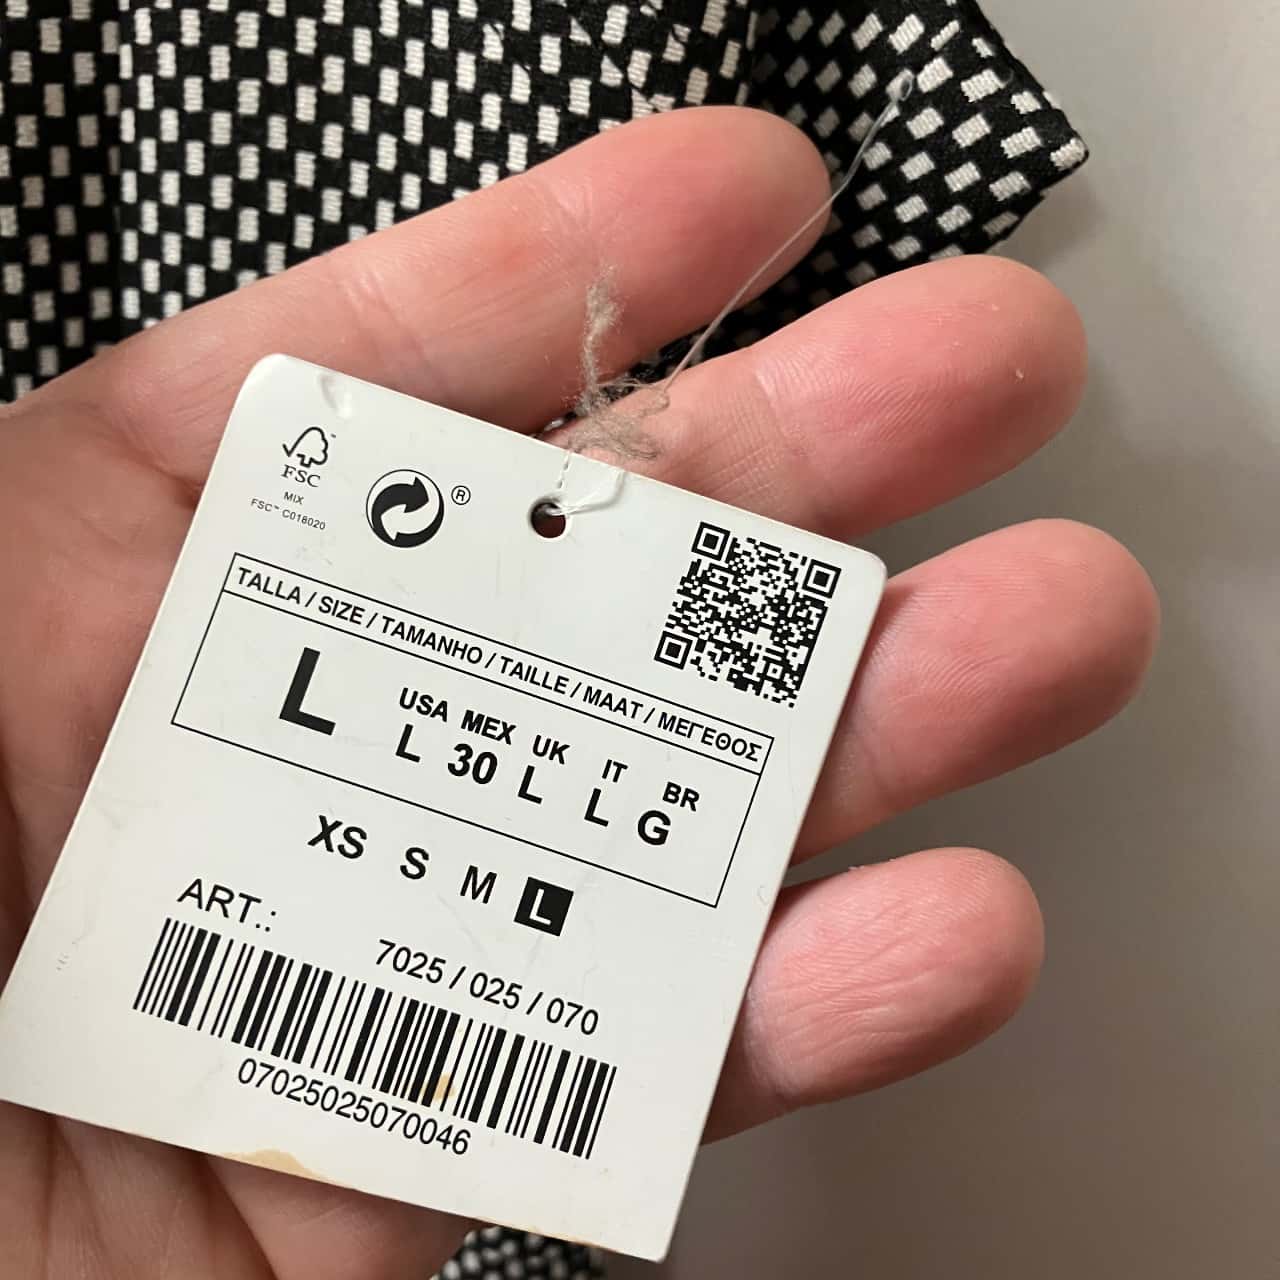 FSC
MIX
FSC™ C018020
®
TALLA / SIZE / TAMANHO / TAILLE / MAAT / ΜΕΓΕΘΟΣ
L
USA MEX UK IT BR
L 30 L L G
XS S M L
ART.:
7025 / 025 / 070
07025025070046